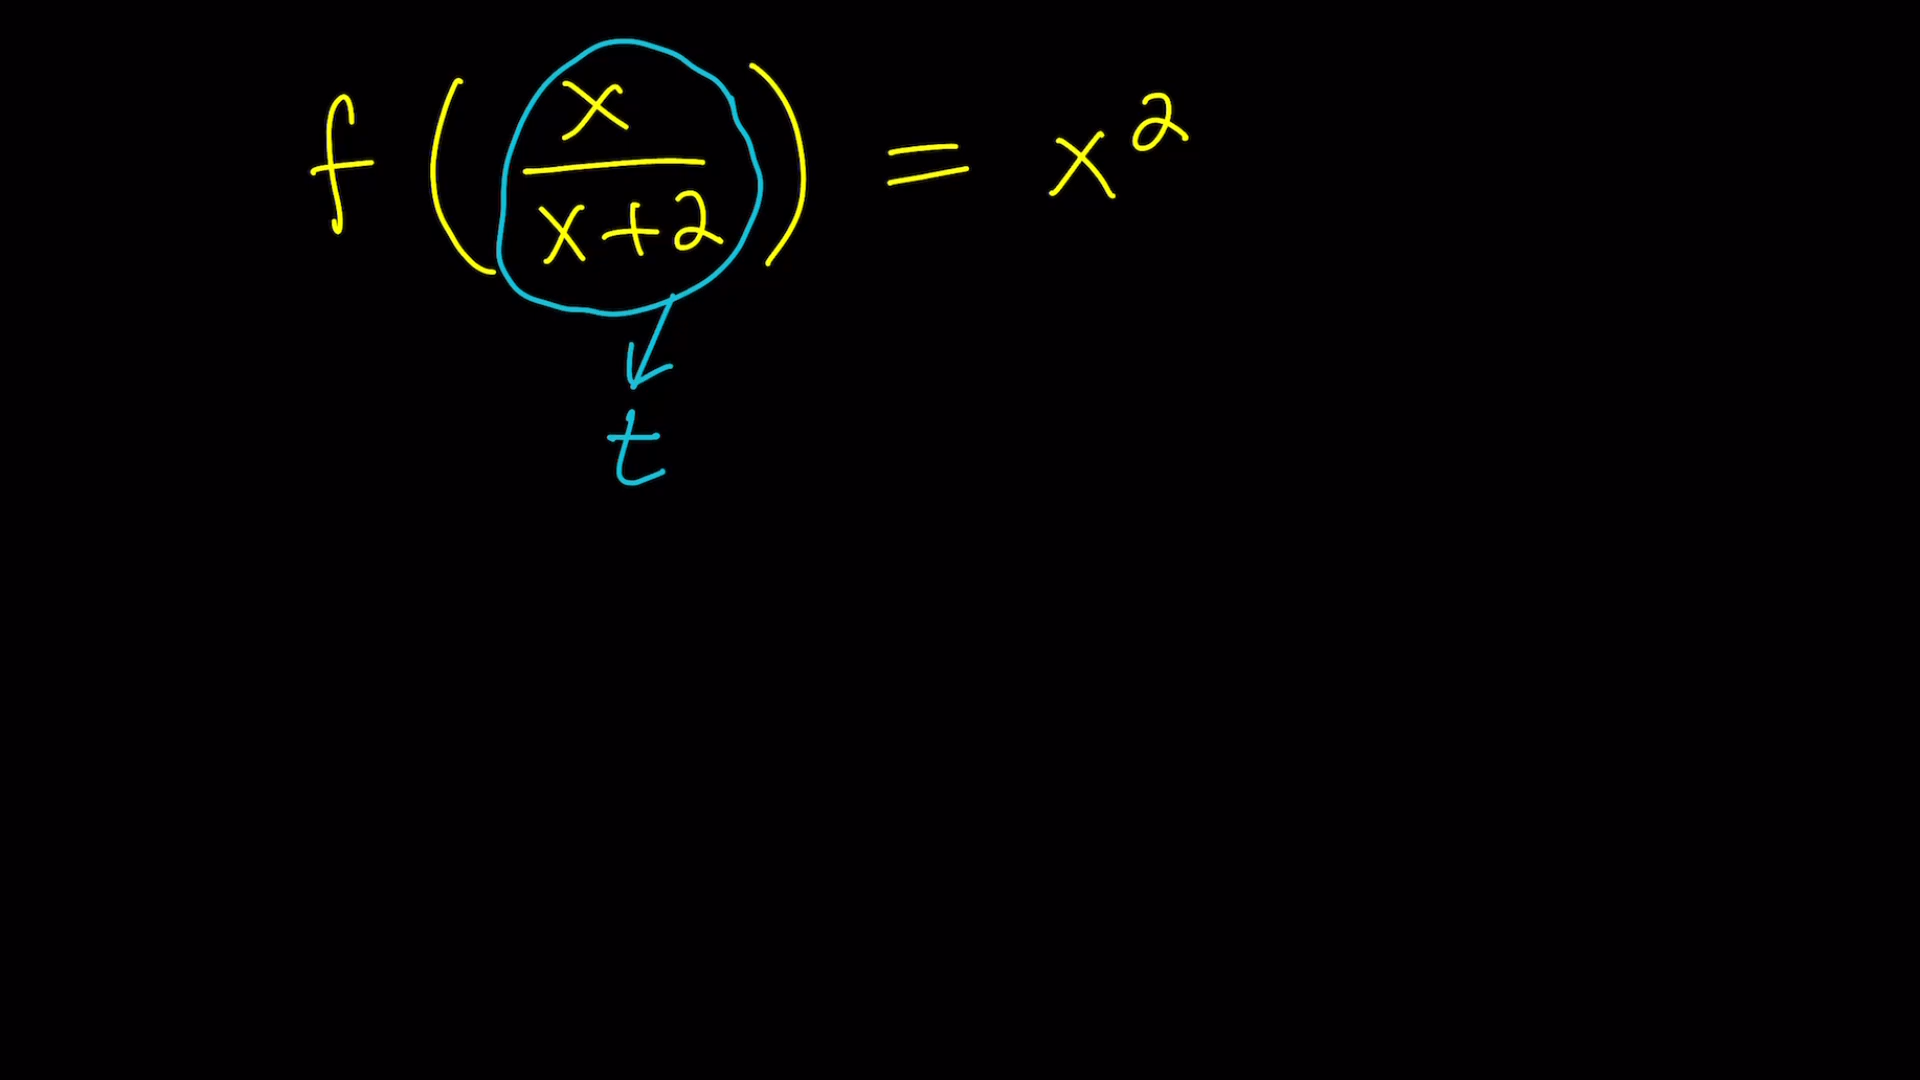 f(x/(x+2)) = x²
t